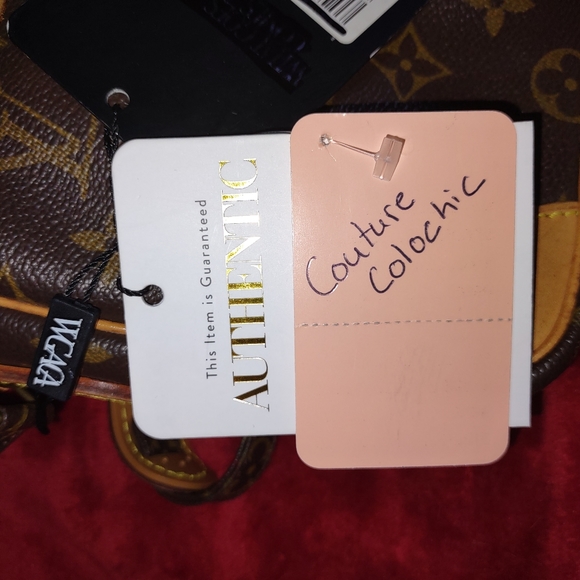 This Item is Guaranteed
AUTHENTIC
Couture
Colochic
WGACA